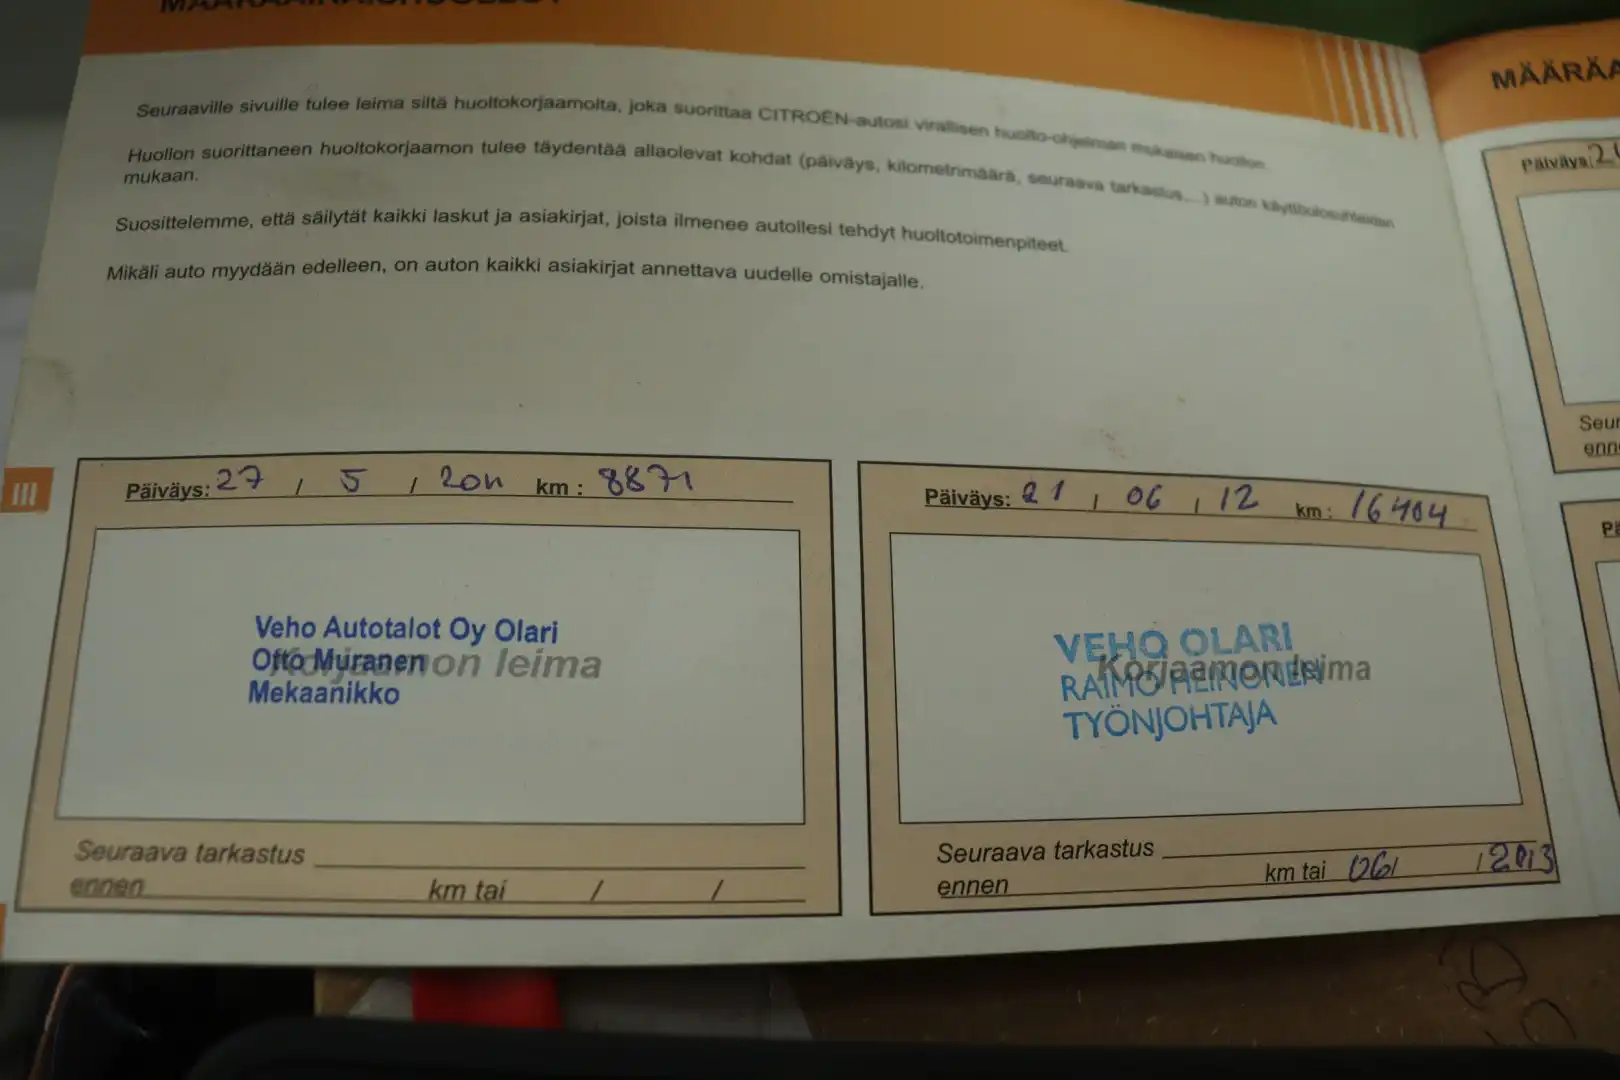 Seuraaville sivuille tulee leima siltä huoltokorjaamolta, joka suorittaa CITROËN-autosi virallisen huolto-ohjelman mukaisen huollon.
Huollon suorittaneen huoltokorjaamon tulee täydentää allaolevat kohdat (päiväys, kilometrimäärä, seuraava tarkastus,...) auton käyttöolosuhteiden
mukaan.
Suosittelemme, että säilytät kaikki laskut ja asiakirjat, joista ilmenee autollesi tehdyt huoltotoimenpiteet.
Mikäli auto myydään edelleen, on auton kaikki asiakirjat annettava uudelle omistajalle.
III
Päiväys: 27 / 5 / 2011 km : 8871
Veho Autotalot Oy Olari
Otto Muranen
Mekaanikko
Korjaamon leima
Seuraava tarkastus
ennen km tai / /
Päiväys: 21 / 06 / 12 km : 16404
VEHO OLARI
RAIMO HEINONEN
TYÖNJOHTAJA
Korjaamon leima
Seuraava tarkastus
ennen km tai 06/ / 2013
Päiväys: